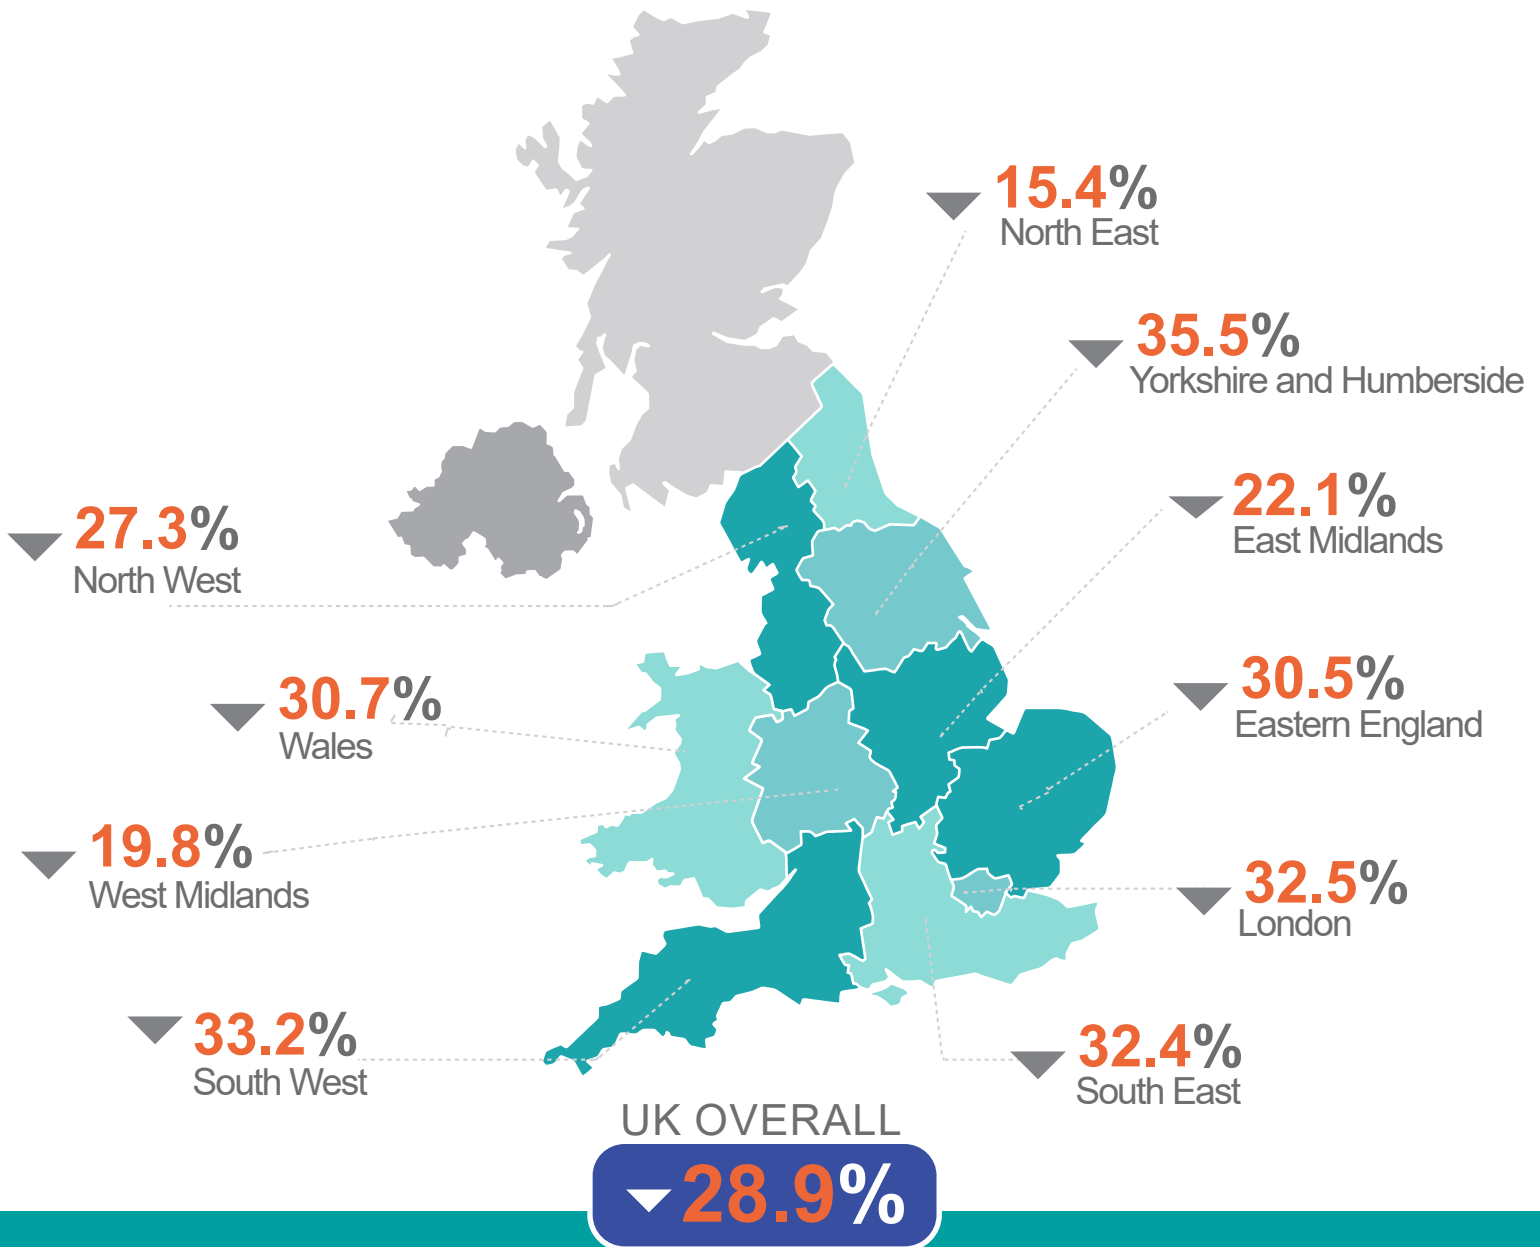 15.4%
North East
35.5%
Yorkshire and Humberside
22.1%
East Midlands
27.3%
North West
30.5%
Eastern England
30.7%
Wales
19.8%
West Midlands
32.5%
London
33.2%
South West
32.4%
South East
UK OVERALL
28.9%